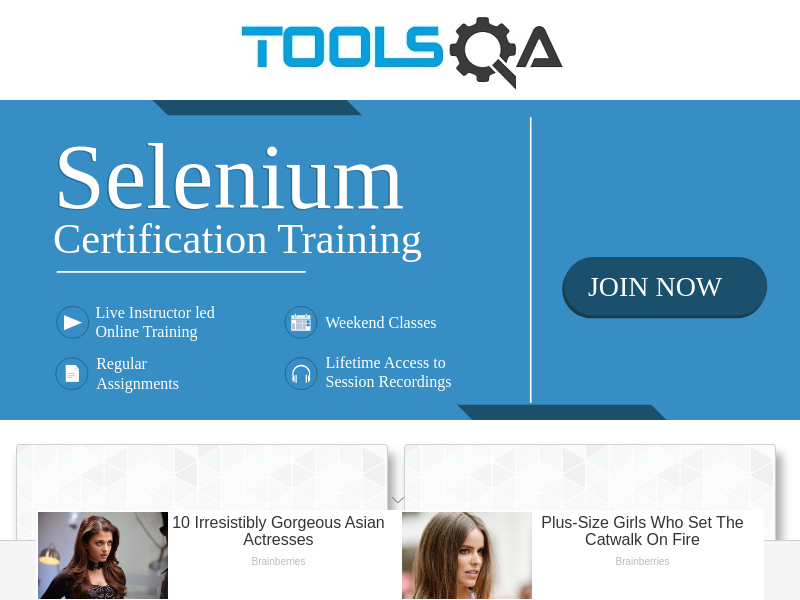 TOOLSQA
Selenium
Certification Training
JOIN NOW
Live Instructor led
Online Training
Weekend Classes
Regular
Assignments
Lifetime Access to
Session Recordings
10 Irresistibly Gorgeous Asian
Actresses
Brainberries
Plus-Size Girls Who Set The
Catwalk On Fire
Brainberries